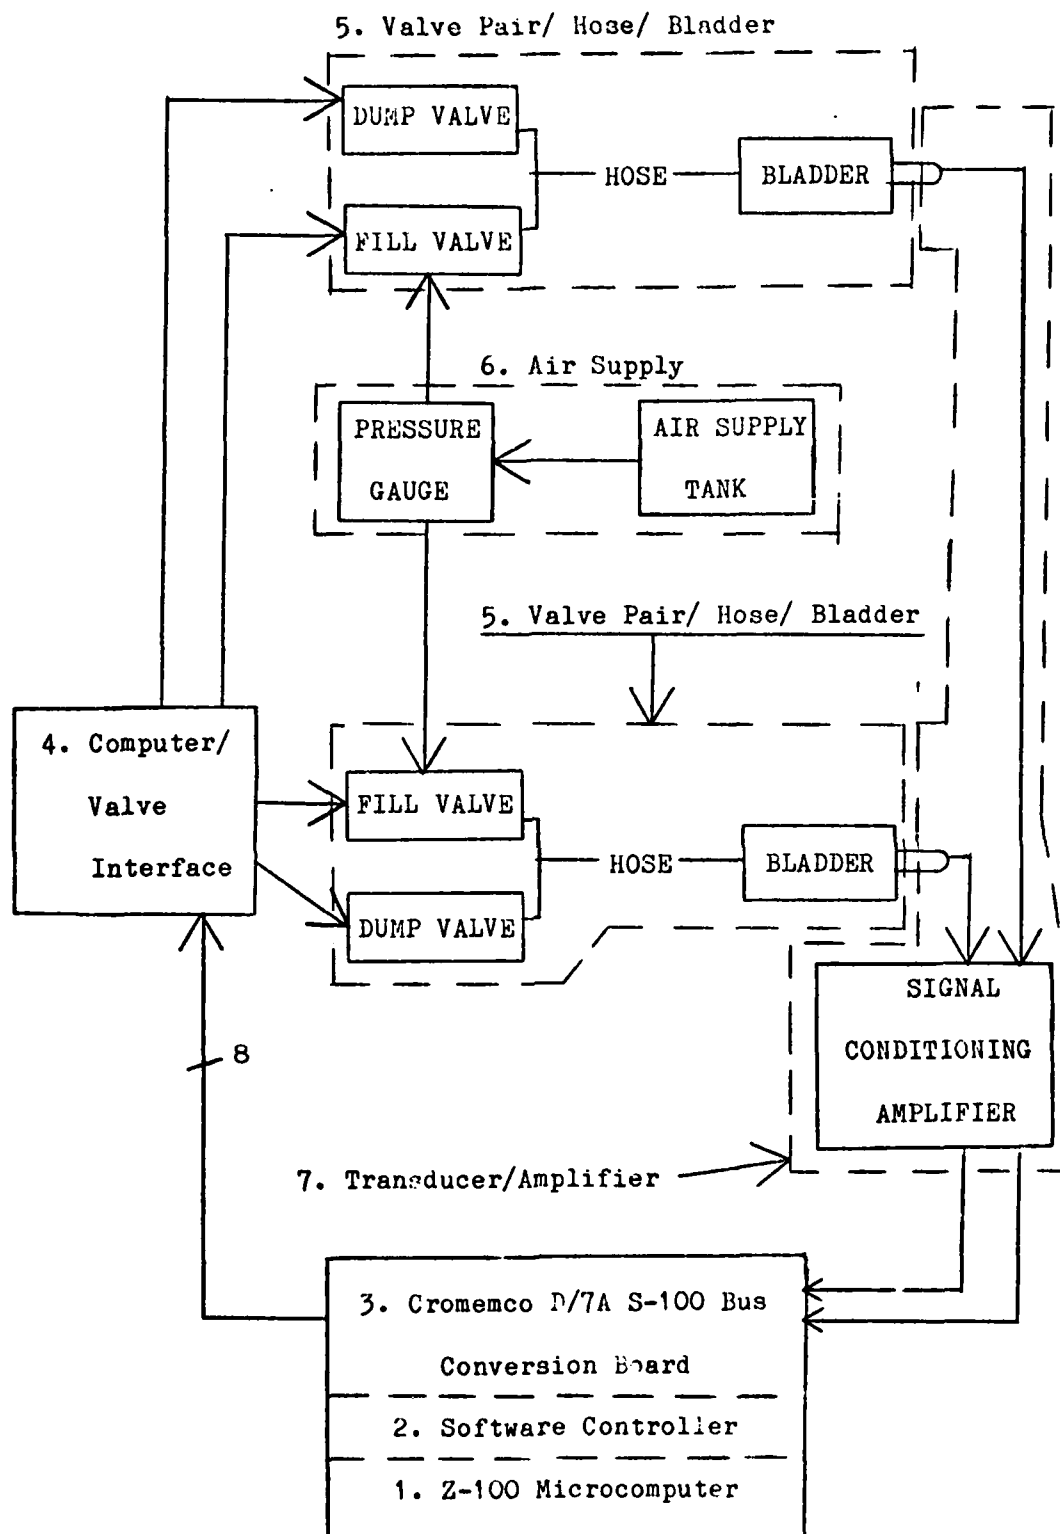 5. Valve Pair/ Hose/ Bladder
DUMP VALVE
HOSE
BLADDER
FILL VALVE
6. Air Supply
PRESSURE
GAUGE
AIR SUPPLY
TANK
5. Valve Pair/ Hose/ Bladder
4. Computer/
Valve
Interface
FILL VALVE
HOSE
BLADDER
DUMP VALVE
SIGNAL
CONDITIONING
AMPLIFIER
8
7. Transducer/Amplifier
3. Cromemco D/7A S-100 Bus
Conversion Board
2. Software Controller
1. Z-100 Microcomputer